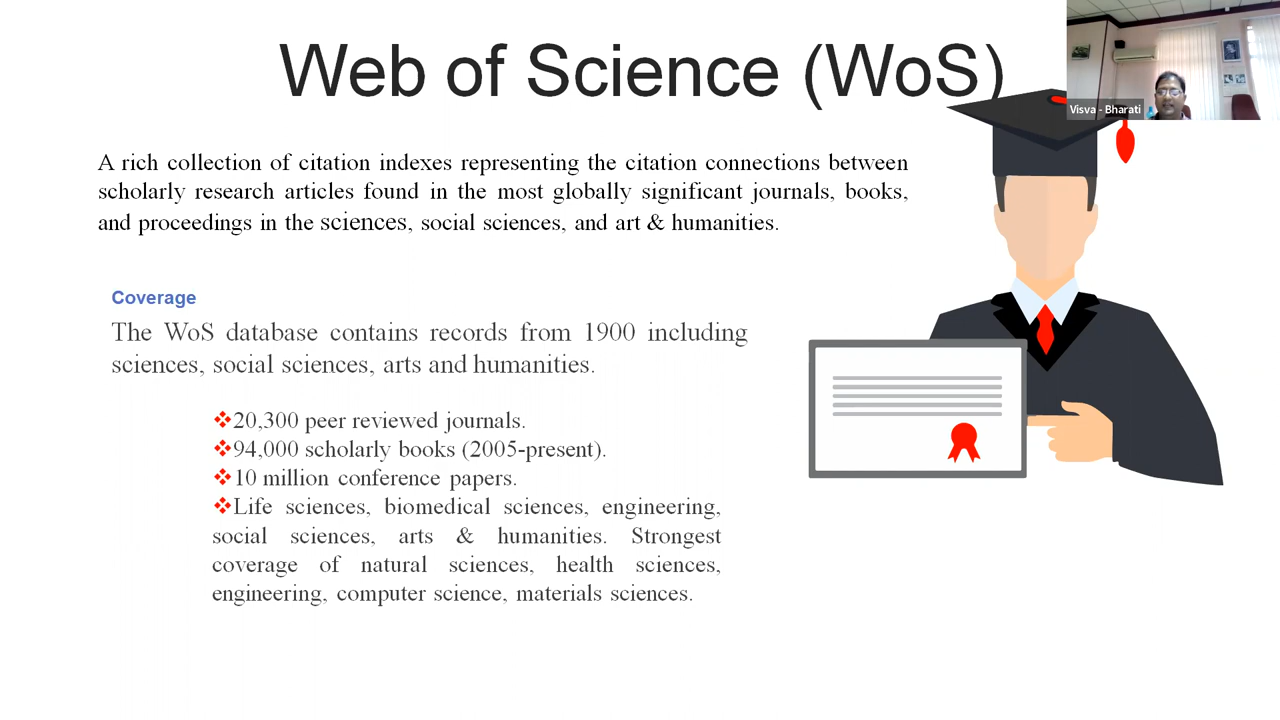 Web of Science (WoS)
Visva - Bharati
A rich collection of citation indexes representing the citation connections between
scholarly research articles found in the most globally significant journals, books,
and proceedings in the sciences, social sciences, and art & humanities.
Coverage
The WoS database contains records from 1900 including
sciences, social sciences, arts and humanities.
❖20,300 peer reviewed journals.
❖94,000 scholarly books (2005-present).
❖10 million conference papers.
❖Life sciences, biomedical sciences, engineering,
social sciences, arts & humanities. Strongest
coverage of natural sciences, health sciences,
engineering, computer science, materials sciences.